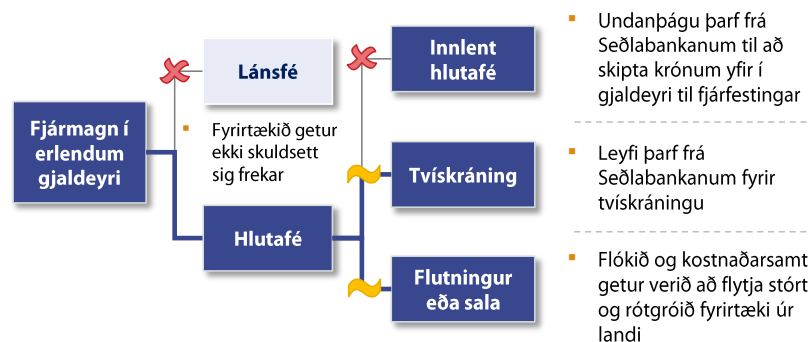 Fjármagn í
erlendum
gjaldeyri
Lánsfé
Fyrirtækið getur
ekki skuldsett
sig frekar
Hlutafé
Innlent
hlutafé
Undanþágu þarf frá
Seðlabankanum til að
skipta krónum yfir í
gjaldeyri til fjárfestingar
Tvískráning
Leyfi þarf frá
Seðlabankanum fyrir
tvískráningu
Flutningur
eða sala
Flókið og kostnaðarsamt
getur verið að flytja stórt
og rótgróið fyrirtæki úr
landi